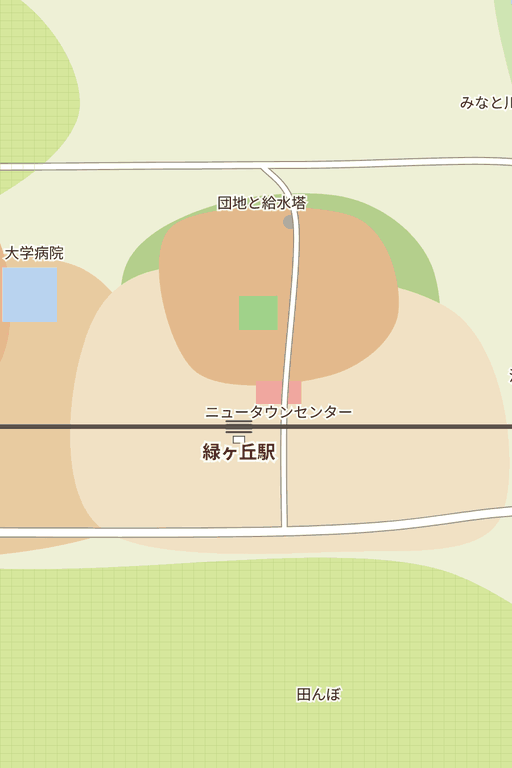 みなと川
団地と給水塔
大学病院
ニュータウンセンター
緑ヶ丘駅
田んぼ